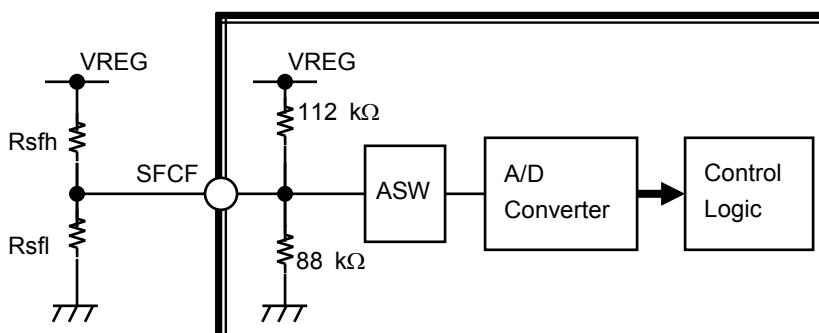 VREG
VREG
112 kΩ
Rsfh
SFCF
ASW
A/D
Converter
Control
Logic
Rsfl
88 kΩ